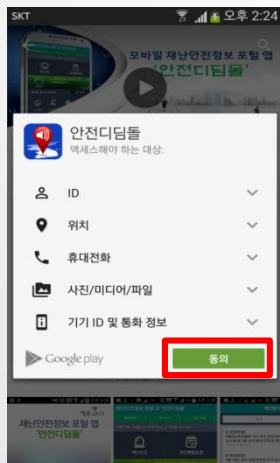 SKT 오후 2:24
모바일 재난안전정보 포털 앱
'안전디딤돌'
안전디딤돌
액세스해야 하는 대상:
ID
위치
휴대전화
사진/미디어/파일
기기 ID 및 통화 정보
Google play
동의
재난안전정보 포털 앱
'안전디딤돌'